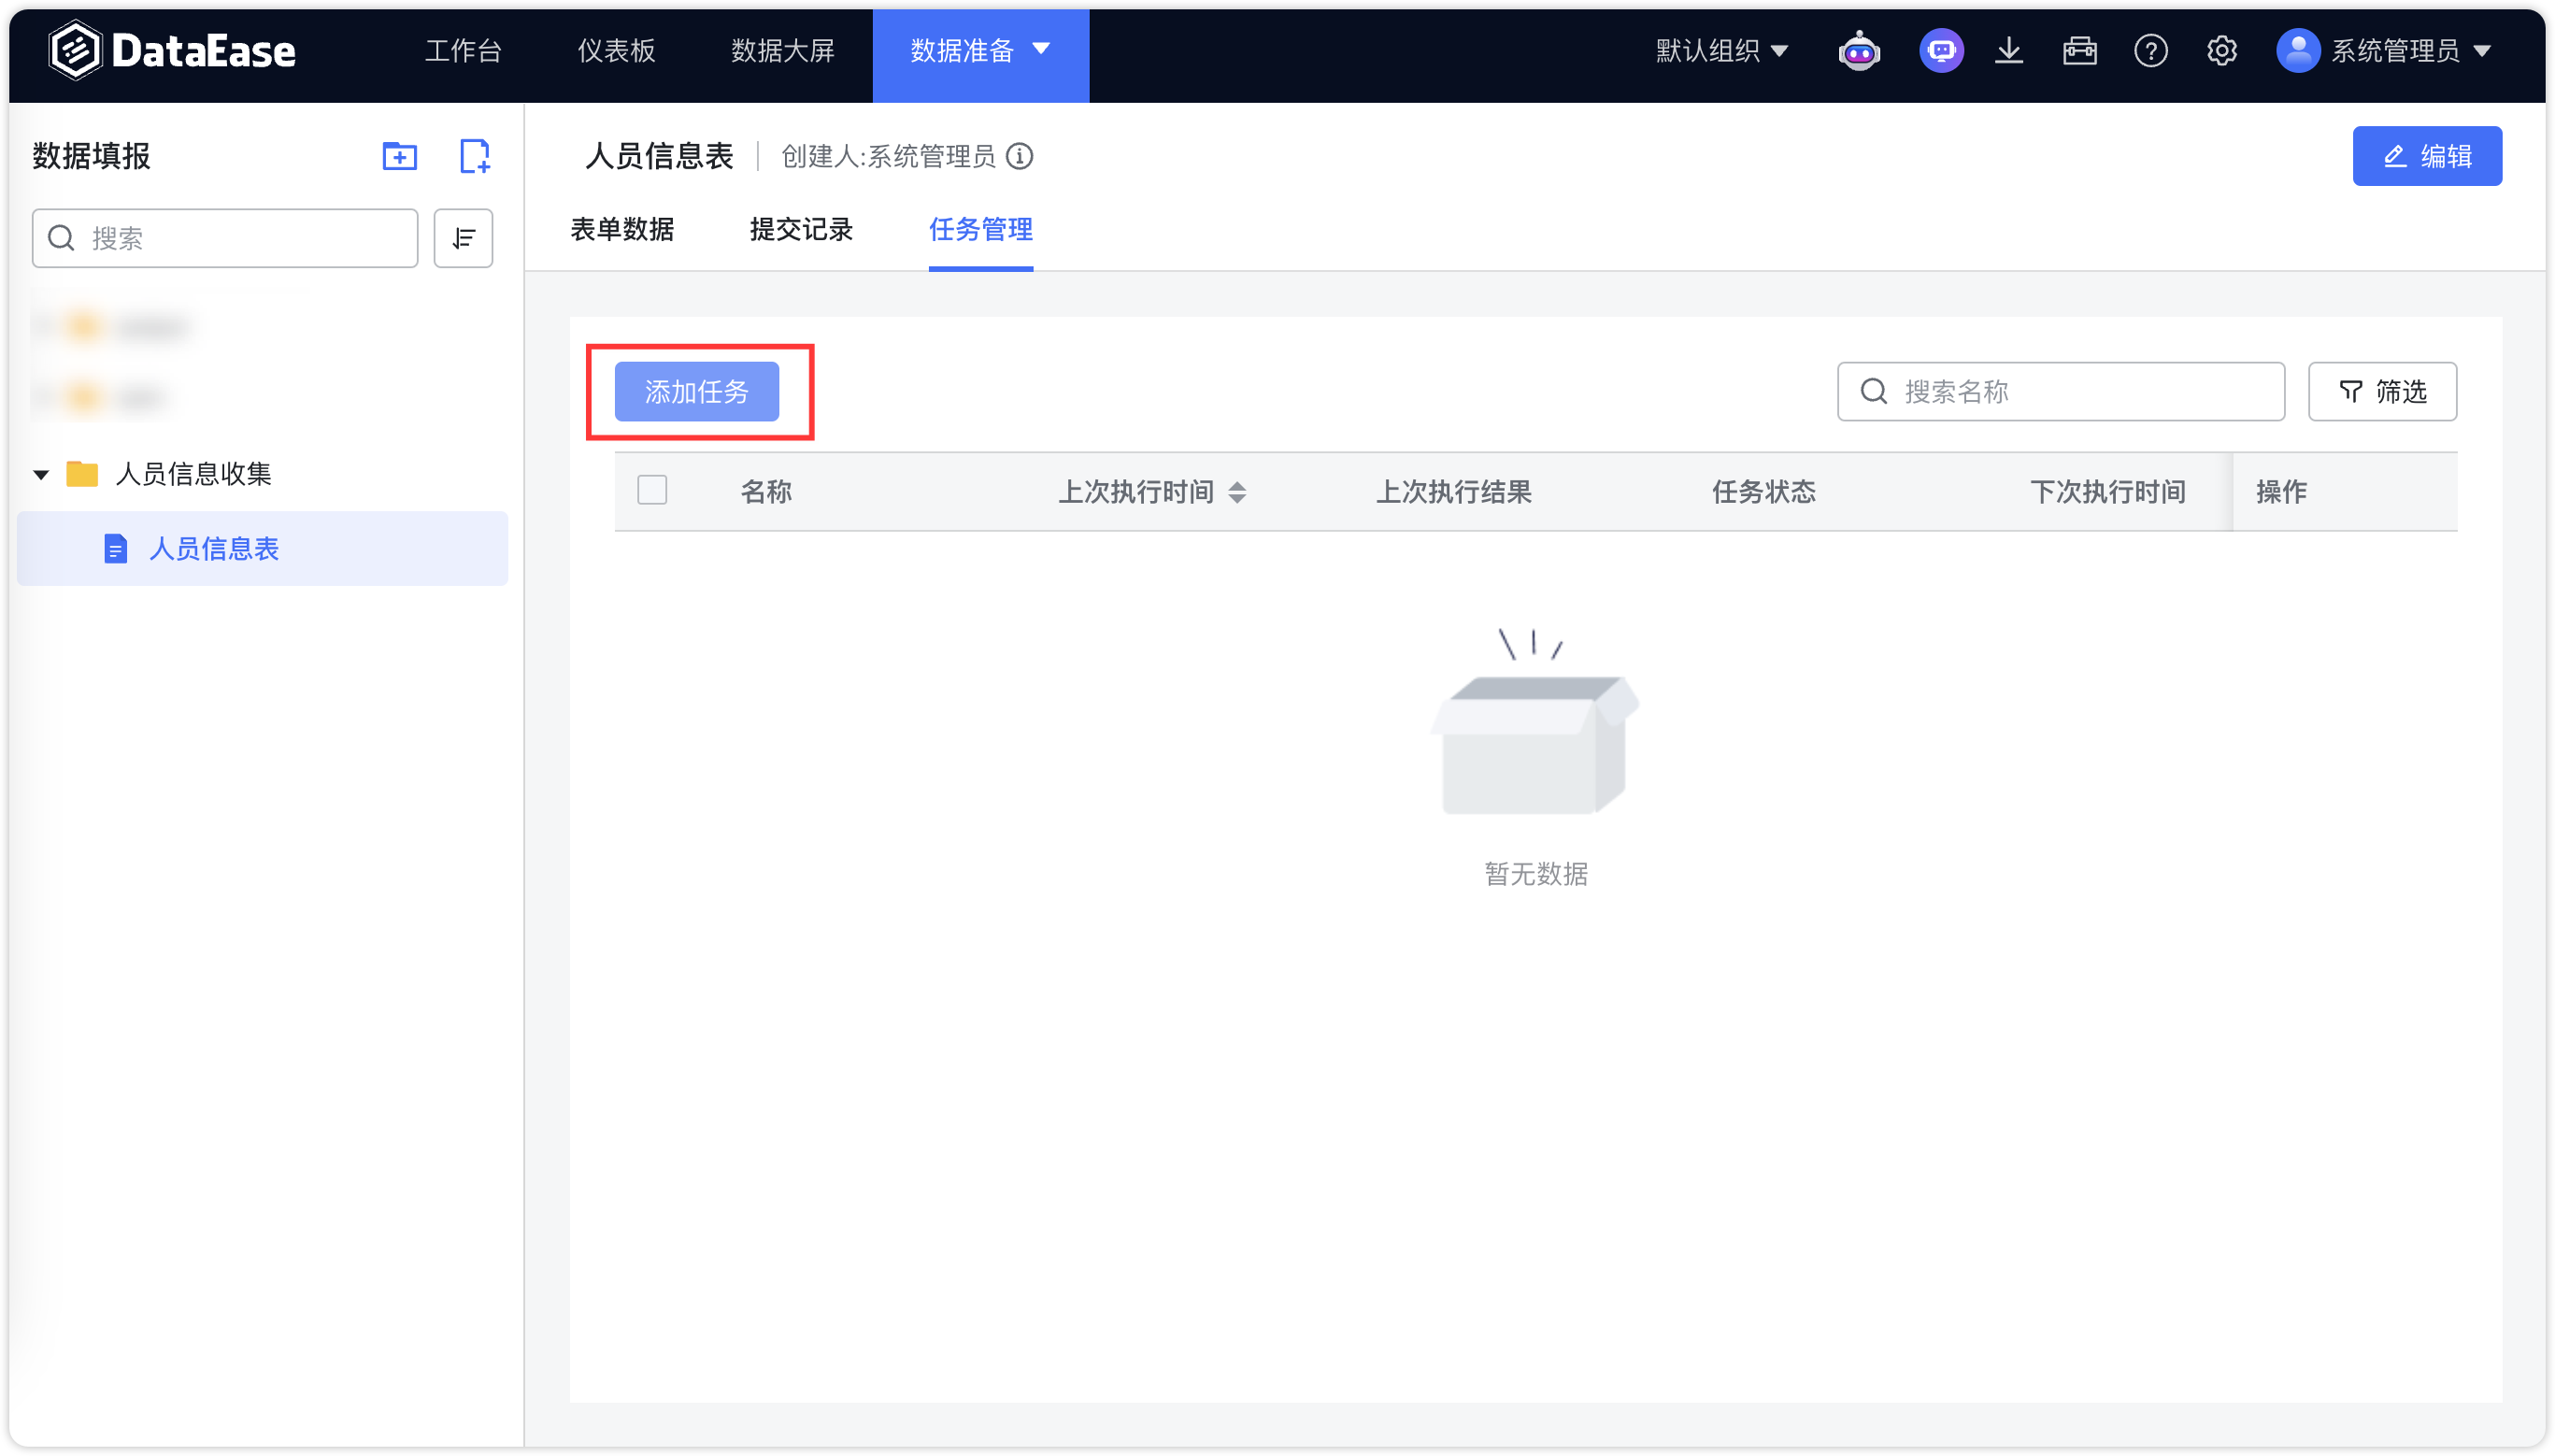 DataEase 工作台 仪表板 数据大屏 数据准备 默认组织 系统管理员
数据填报
搜索
人员信息收集
人员信息表
人员信息表 创建人:系统管理员 编辑
表单数据 提交记录 任务管理
添加任务 搜索名称 筛选
名称 上次执行时间 上次执行结果 任务状态 下次执行时间 操作
暂无数据